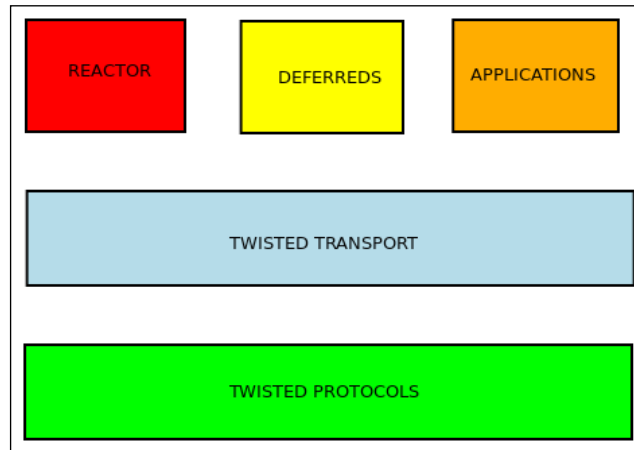 REACTOR
DEFERREDS
APPLICATIONS
TWISTED TRANSPORT
TWISTED PROTOCOLS